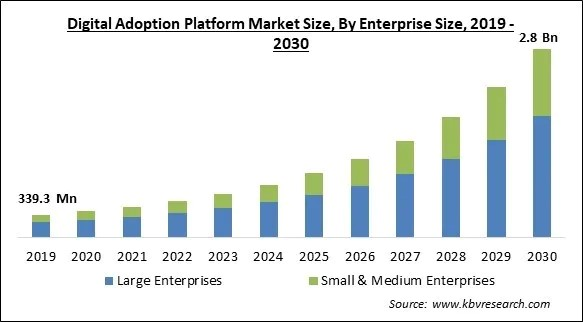 Digital Adoption Platform Market Size, By Enterprise Size, 2019 -
2030
2.8 Bn
339.3 Mn
2019 2020 2021 2022 2023 2024 2025 2026 2027 2028 2029 2030
Large Enterprises Small & Medium Enterprises
Source: www.kbvresearch.com